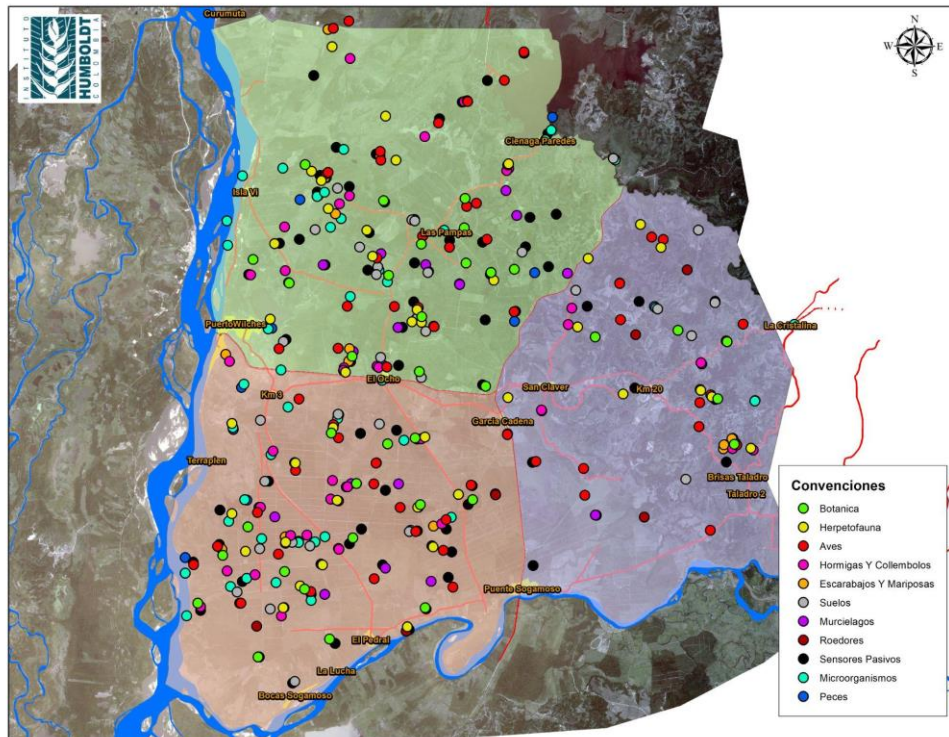 INSTITUTO
HUMBOLDT
COLOMBIA
Curumuta
N
W E
S
Cienaga Paredes
Isla VI
Las Pampas
PuertoWilches
La Cristalina
El Ocho
San Claver
Km 20
Km 3
Garcia Cadena
Terraplen
Brisas Taladro
Taladro 2
Puente Sogamoso
El Pedral
La Lucha
Bocas Sogamoso
Convenciones
Botanica
Herpetofauna
Aves
Hormigas Y Collembolos
Escarabajos Y Mariposas
Suelos
Murcielagos
Roedores
Sensores Pasivos
Microorganismos
Peces